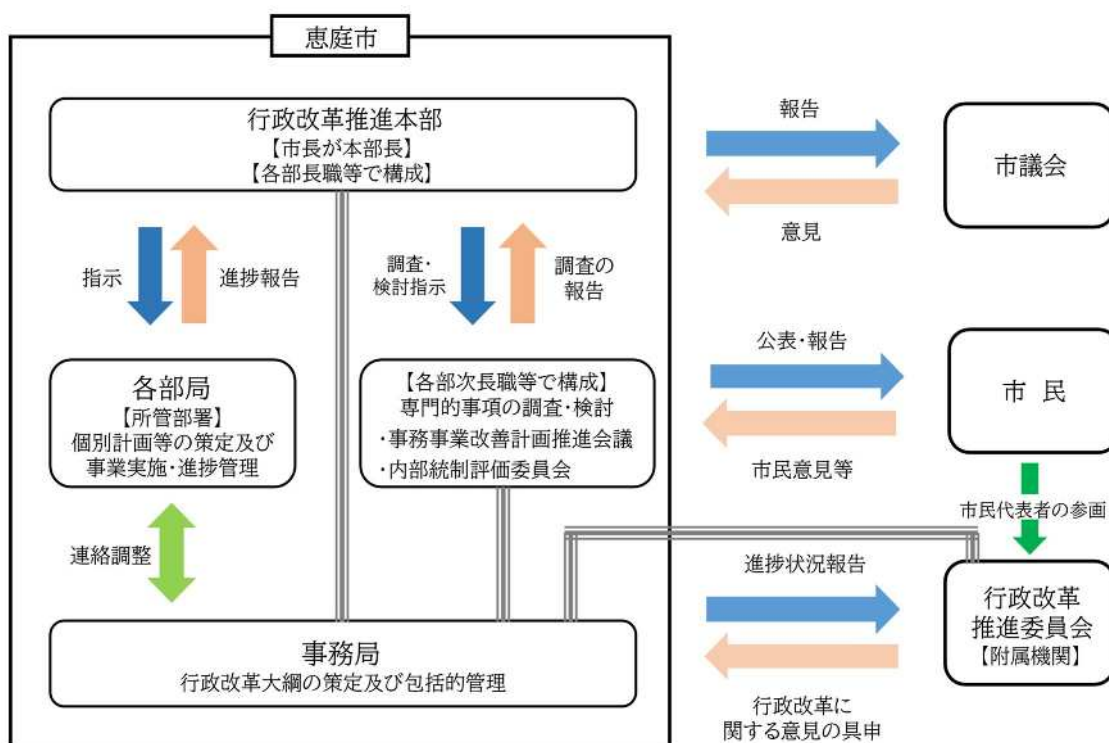 恵庭市
行政改革推進本部
【市長が本部長】
【各部長職等で構成】
報告
意見
市議会
指示
進捗報告
調査・
検討指示
調査の
報告
各部局
【所管部署】
個別計画等の策定及び
事業実施・進捗管理
【各部次長職等で構成】
専門的事項の調査・検討
・事務事業改善計画推進会議
・内部統制評価委員会
公表・報告
市民意見等
市 民
市民代表者の参画
連絡調整
進捗状況報告
行政改革に
関する意見の具申
行政改革
推進委員会
【附属機関】
事務局
行政改革大綱の策定及び包括的管理